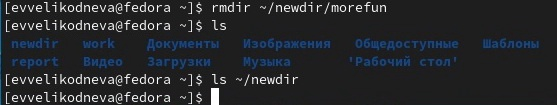 [evvelikodneva@fedora ~]$ rmdir ~/newdir/morefun
[evvelikodneva@fedora ~]$ ls
newdir work Документы Изображения Общедоступные Шаблоны
report Видео Загрузки Музыка 'Рабочий стол'
[evvelikodneva@fedora ~]$ ls ~/newdir
[evvelikodneva@fedora ~]$